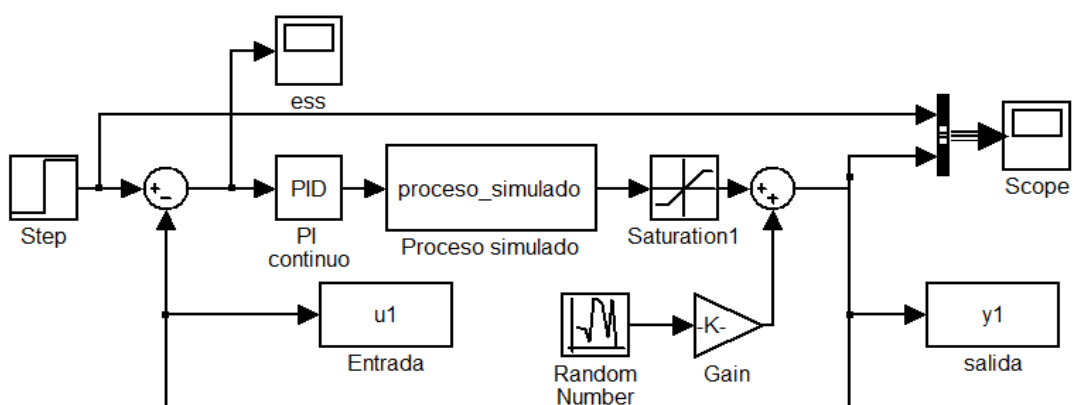 ess
+
−
Step
PID
PI
continuo
proceso_simulado
Proceso simulado
Saturation1
+
+
Scope
u1
Entrada
Random
Number
-K-
Gain
y1
salida